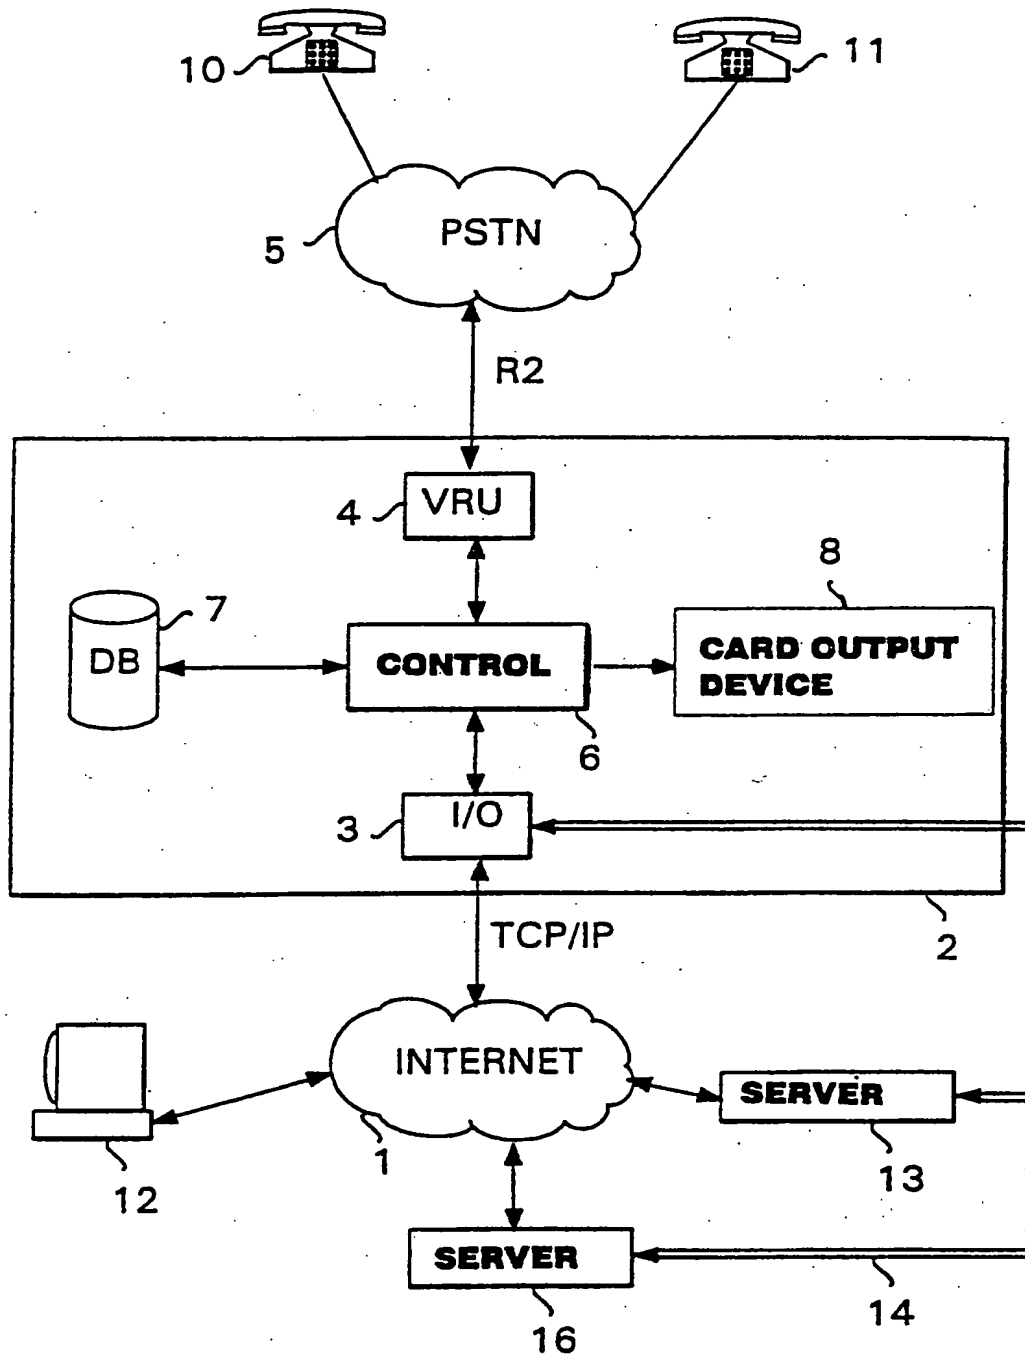 10
11
5
PSTN
R2
4
VRU
7
8
DB
CONTROL
CARD OUTPUT
DEVICE
6
3
I/O
2
TCP/IP
INTERNET
SERVER
1
12
13
SERVER
14
16